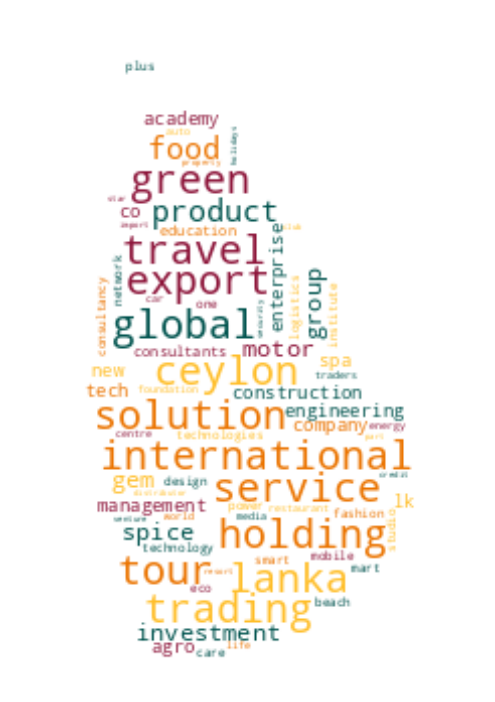 plus
academy
auto
holidays
food
property
green
star
co product
import
education
club
travel
enterprise
network
export
consultancy
car
one
security
logistics
group
institute
global
consultants motor
new
ceylon
spa
traders
tech
foundation
construction
solution
engineering
company
energy
centre
technologies
part
international
credit
gem
design
service
distributor
management
power
restaurant
lk
venture
world
media
fashion
studio
spice
holding
technology
smart
mobile
tour
resort
mart
lanka
eco
trading
beach
investment
agro
care
life